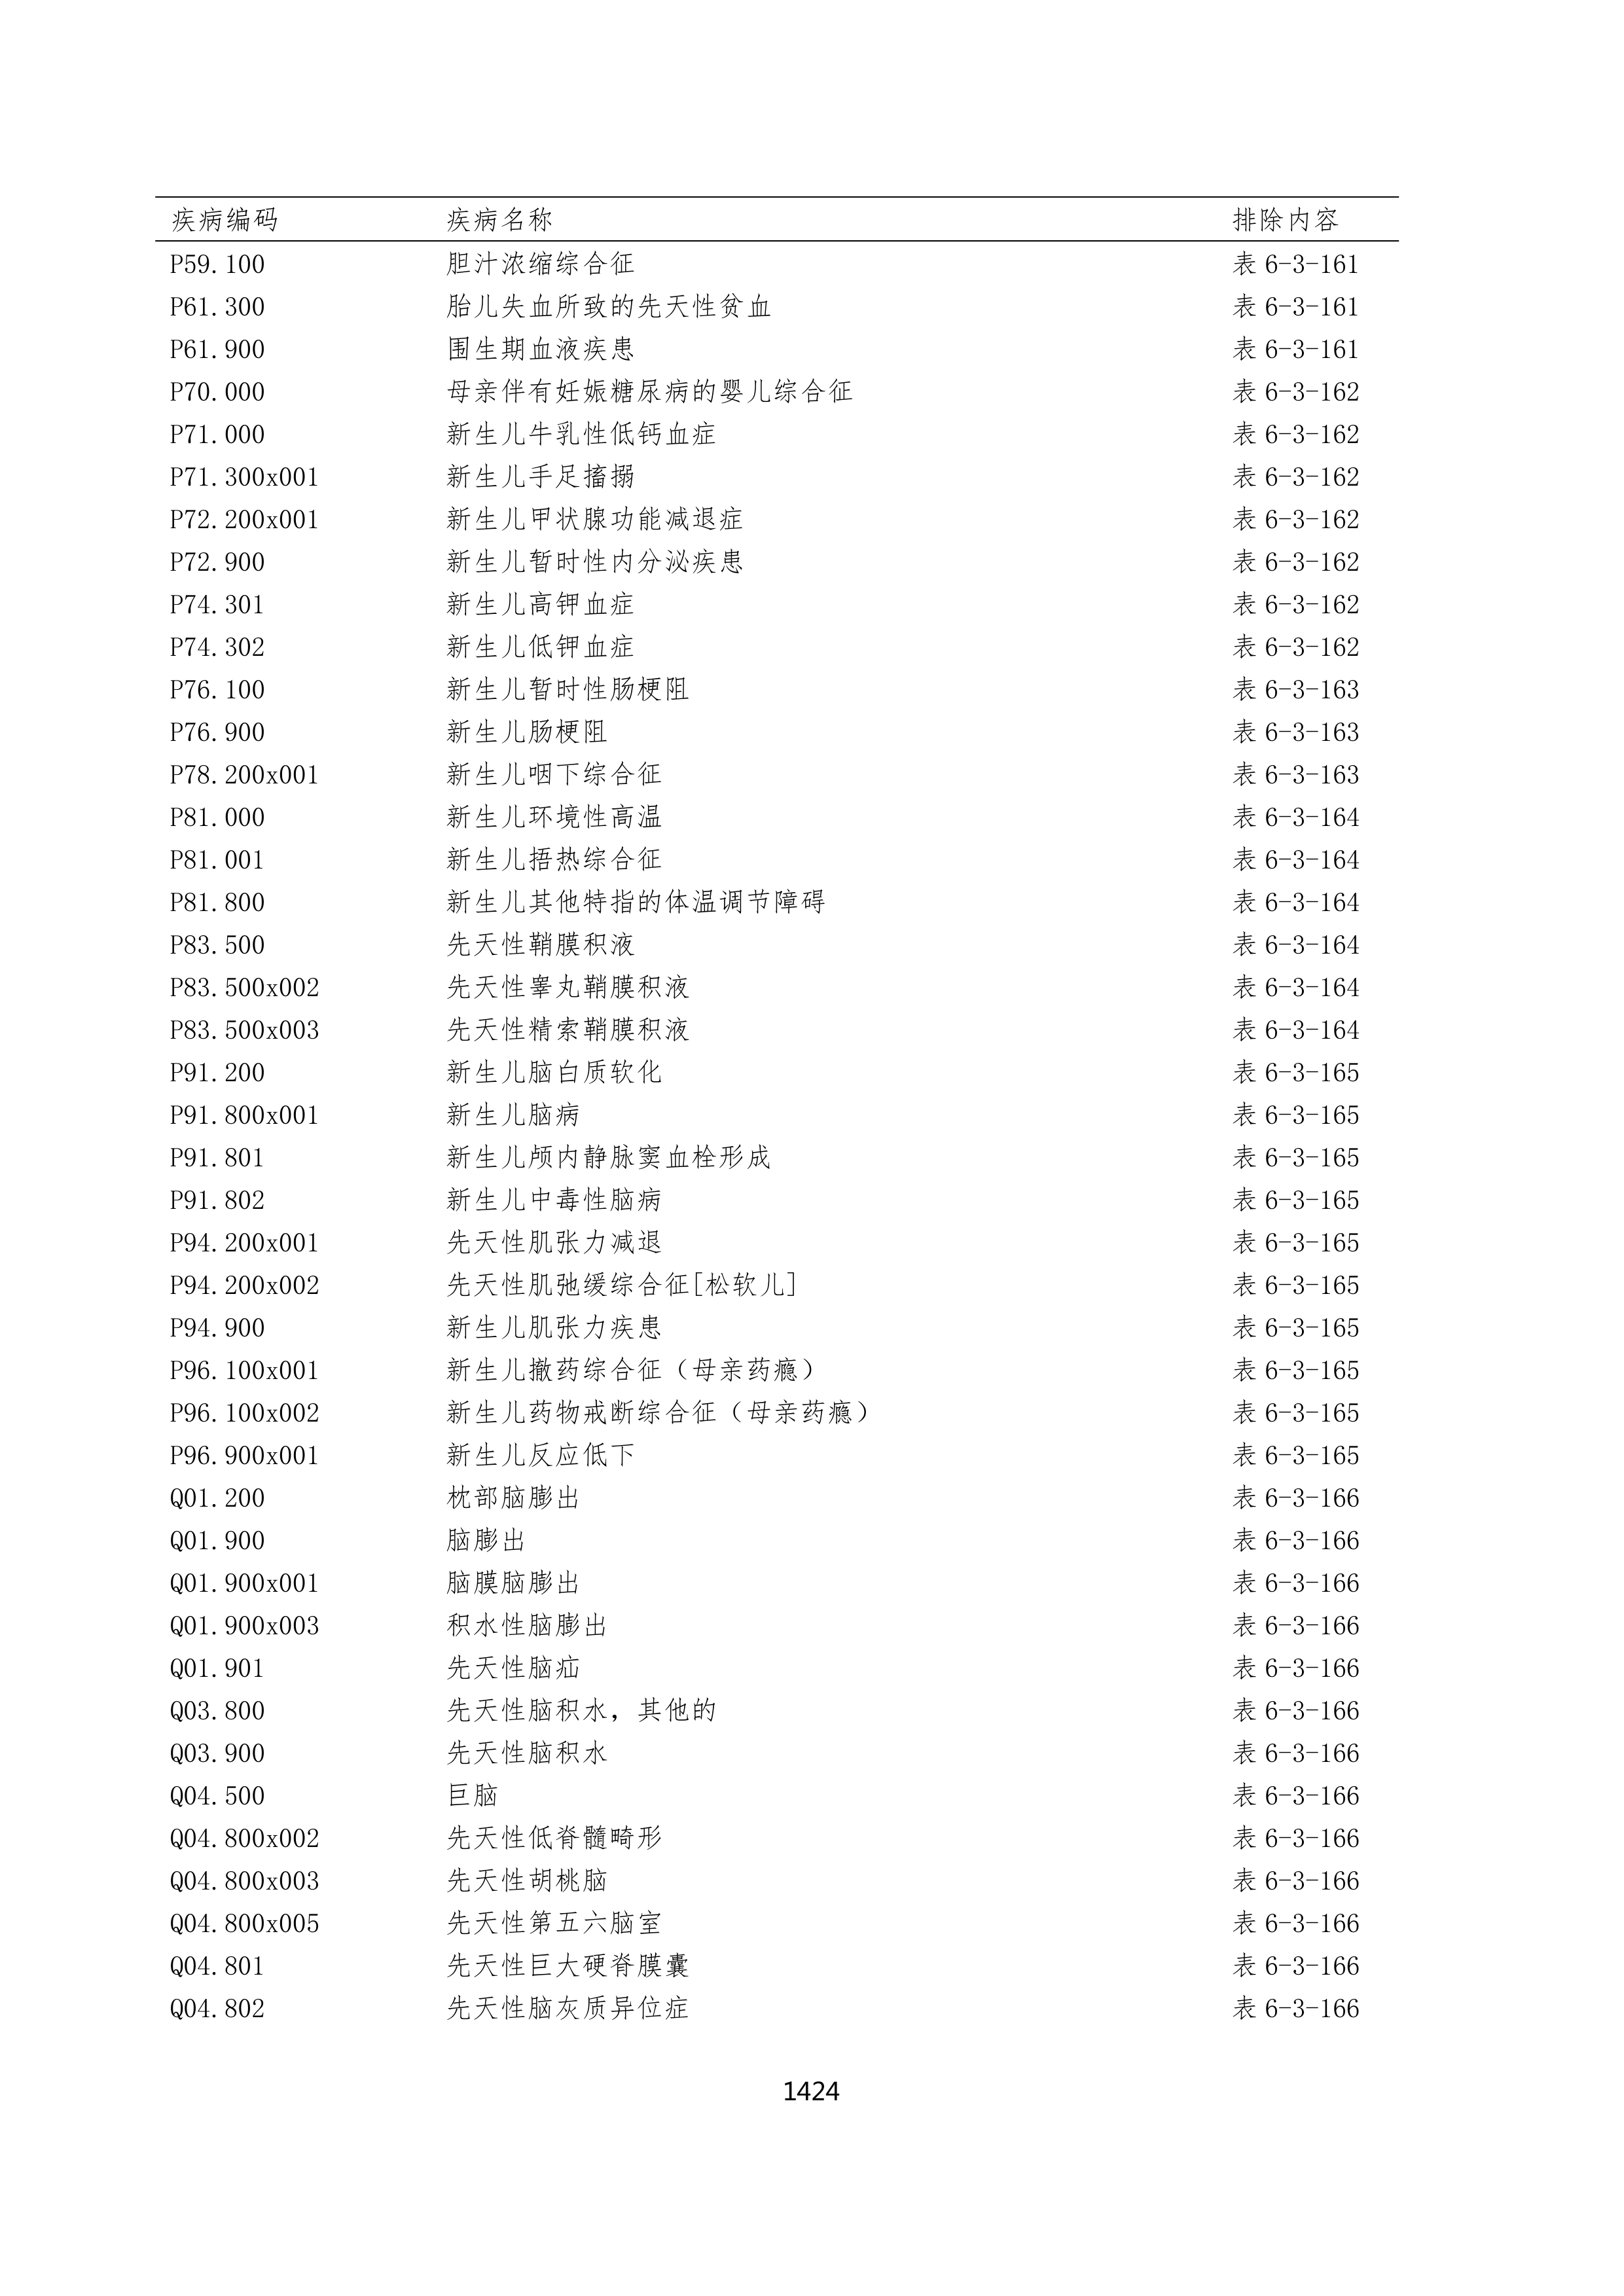 疾病编码 疾病名称 排除内容
P59.100 胆汁浓缩综合征 表 6-3-161
P61.300 胎儿失血所致的先天性贫血 表 6-3-161
P61.900 围生期血液疾患 表 6-3-161
P70.000 母亲伴有妊娠糖尿病的婴儿综合征 表 6-3-162
P71.000 新生儿牛乳性低钙血症 表 6-3-162
P71.300x001 新生儿手足搐搦 表 6-3-162
P72.200x001 新生儿甲状腺功能减退症 表 6-3-162
P72.900 新生儿暂时性内分泌疾患 表 6-3-162
P74.301 新生儿高钾血症 表 6-3-162
P74.302 新生儿低钾血症 表 6-3-162
P76.100 新生儿暂时性肠梗阻 表 6-3-163
P76.900 新生儿肠梗阻 表 6-3-163
P78.200x001 新生儿咽下综合征 表 6-3-163
P81.000 新生儿环境性高温 表 6-3-164
P81.001 新生儿捂热综合征 表 6-3-164
P81.800 新生儿其他特指的体温调节障碍 表 6-3-164
P83.500 先天性鞘膜积液 表 6-3-164
P83.500x002 先天性睾丸鞘膜积液 表 6-3-164
P83.500x003 先天性精索鞘膜积液 表 6-3-164
P91.200 新生儿脑白质软化 表 6-3-165
P91.800x001 新生儿脑病 表 6-3-165
P91.801 新生儿颅内静脉窦血栓形成 表 6-3-165
P91.802 新生儿中毒性脑病 表 6-3-165
P94.200x001 先天性肌张力减退 表 6-3-165
P94.200x002 先天性肌弛缓综合征[松软儿] 表 6-3-165
P94.900 新生儿肌张力疾患 表 6-3-165
P96.100x001 新生儿撤药综合征（母亲药瘾） 表 6-3-165
P96.100x002 新生儿药物戒断综合征（母亲药瘾） 表 6-3-165
P96.900x001 新生儿反应低下 表 6-3-165
Q01.200 枕部脑膨出 表 6-3-166
Q01.900 脑膨出 表 6-3-166
Q01.900x001 脑膜脑膨出 表 6-3-166
Q01.900x003 积水性脑膨出 表 6-3-166
Q01.901 先天性脑疝 表 6-3-166
Q03.800 先天性脑积水，其他的 表 6-3-166
Q03.900 先天性脑积水 表 6-3-166
Q04.500 巨脑 表 6-3-166
Q04.800x002 先天性低脊髓畸形 表 6-3-166
Q04.800x003 先天性胡桃脑 表 6-3-166
Q04.800x005 先天性第五六脑室 表 6-3-166
Q04.801 先天性巨大硬脊膜囊 表 6-3-166
Q04.802 先天性脑灰质异位症 表 6-3-166
1424